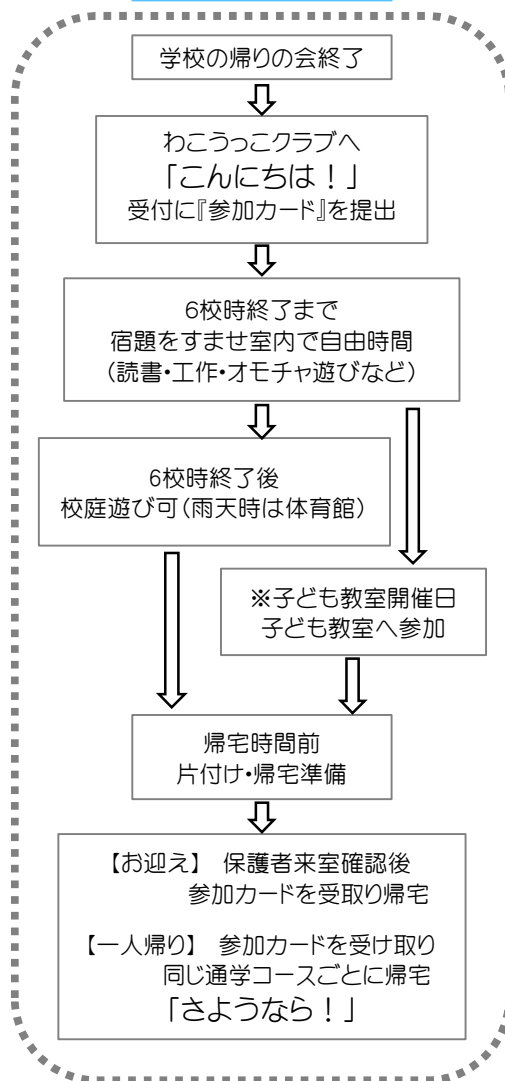 学校の帰りの会終了
わこうっこクラブへ
「こんにちは！」
受付に『参加カード』を提出
6校時終了まで
宿題をすませ室内で自由時間
（読書・工作・オモチャ遊びなど）
6校時終了後
校庭遊び可（雨天時は体育館）
※子ども教室開催日
子ども教室へ参加
帰宅時間前
片付け・帰宅準備
【お迎え】 保護者来室確認後
参加カードを受取り帰宅
【一人帰り】 参加カードを受け取り
同じ通学コースごとに帰宅
「さようなら！」